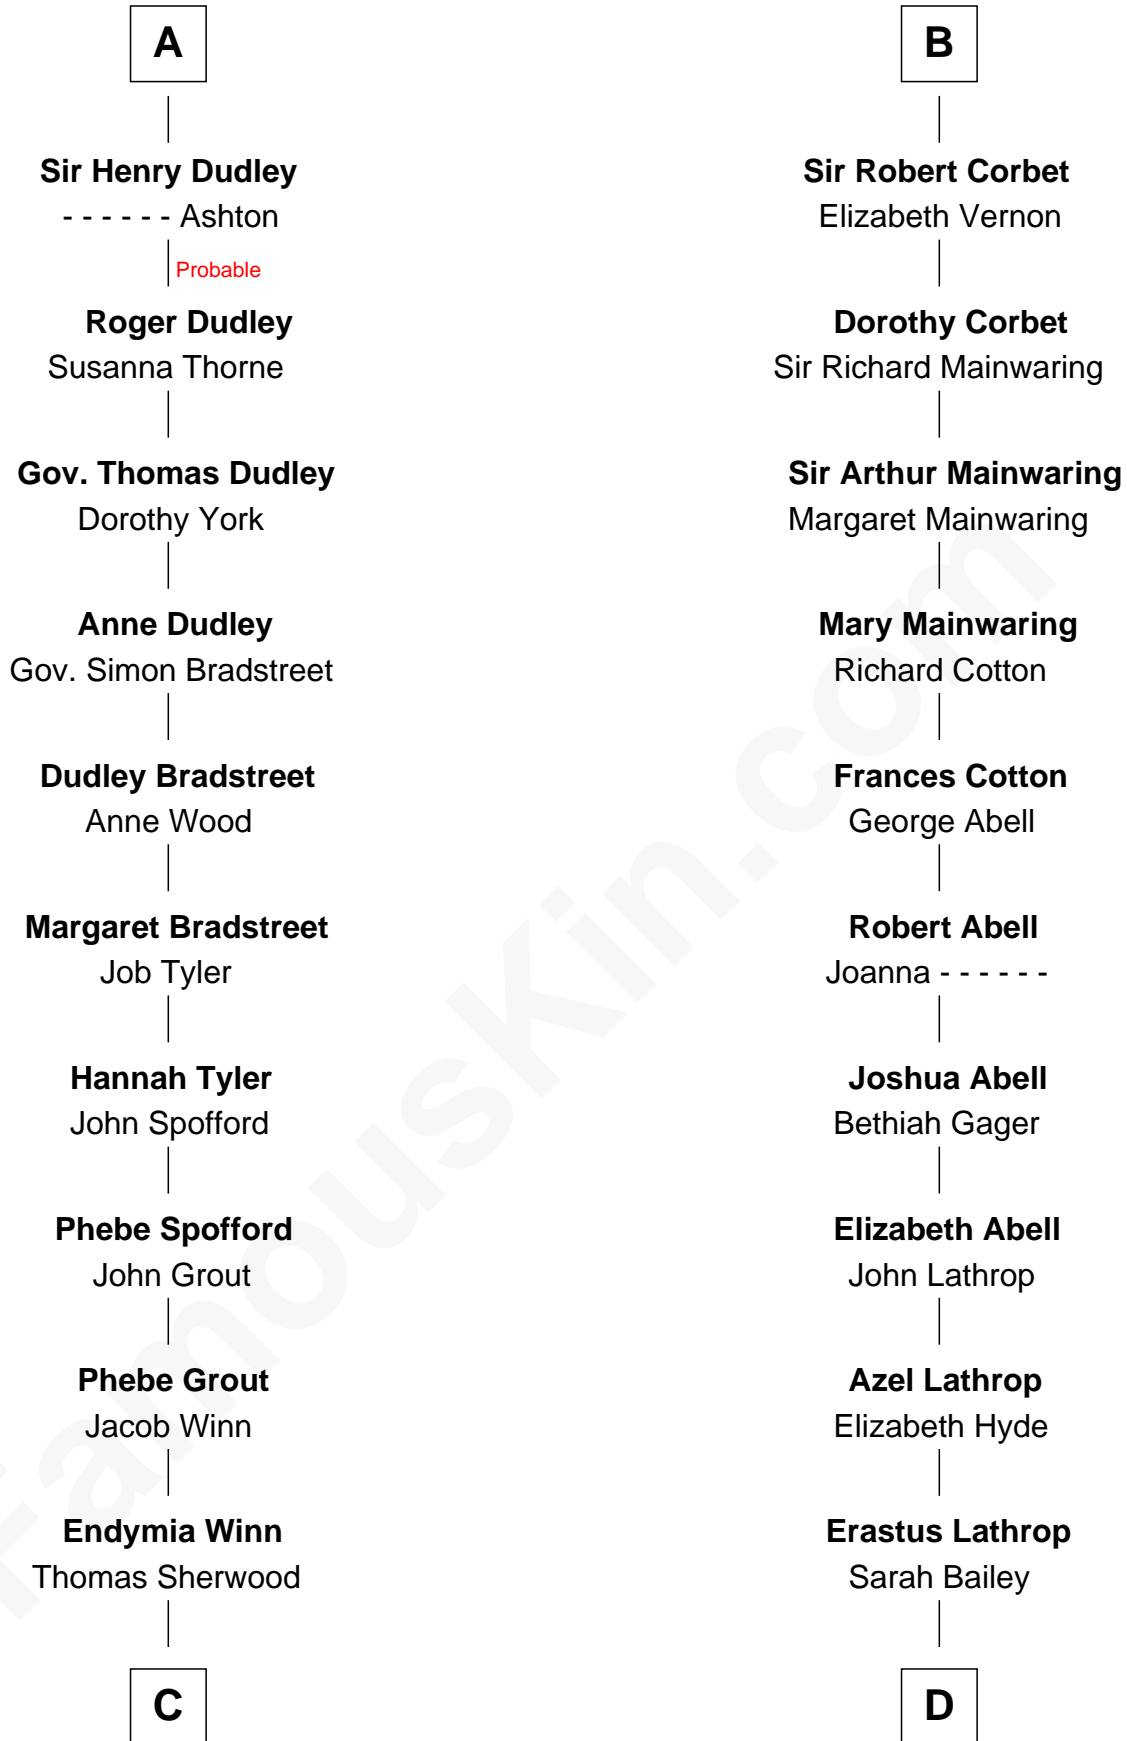 A
Sir Henry Dudley
- - - - - - Ashton
Probable
Roger Dudley
Susanna Thorne
Gov. Thomas Dudley
Dorothy York
Anne Dudley
Gov. Simon Bradstreet
Dudley Bradstreet
Anne Wood
Margaret Bradstreet
Job Tyler
Hannah Tyler
John Spofford
Phebe Spofford
John Grout
Phebe Grout
Jacob Winn
Endymia Winn
Thomas Sherwood
C
B
Sir Robert Corbet
Elizabeth Vernon
Dorothy Corbet
Sir Richard Mainwaring
Sir Arthur Mainwaring
Margaret Mainwaring
Mary Mainwaring
Richard Cotton
Frances Cotton
George Abell
Robert Abell
Joanna - - - - - -
Joshua Abell
Bethiah Gager
Elizabeth Abell
John Lathrop
Azel Lathrop
Elizabeth Hyde
Erastus Lathrop
Sarah Bailey
D
FamousKin.com